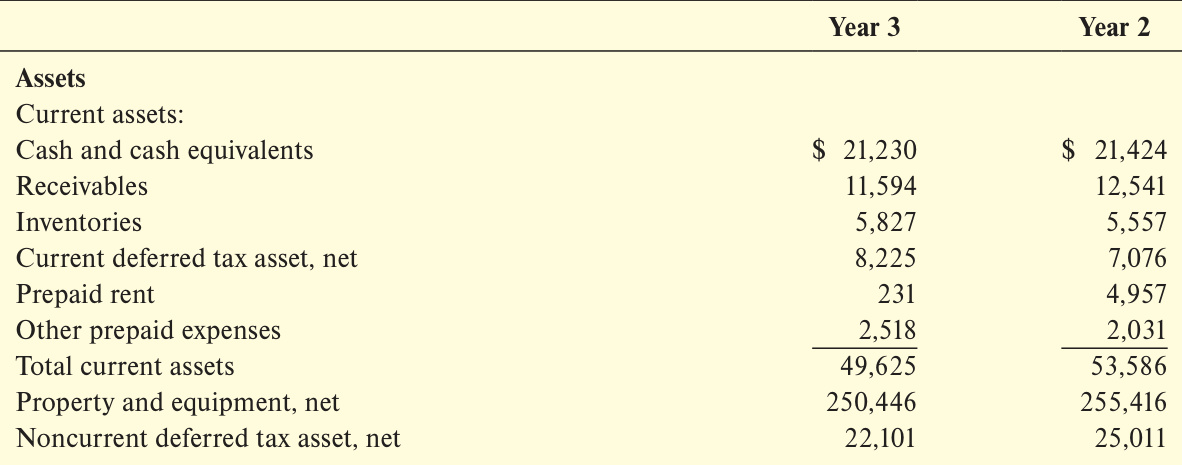 Year 3 Year 2
Assets
Current assets:
Cash and cash equivalents $ 21,230 $ 21,424
Receivables 11,594 12,541
Inventories 5,827 5,557
Current deferred tax asset, net 8,225 7,076
Prepaid rent 231 4,957
Other prepaid expenses 2,518 2,031
Total current assets 49,625 53,586
Property and equipment, net 250,446 255,416
Noncurrent deferred tax asset, net 22,101 25,011